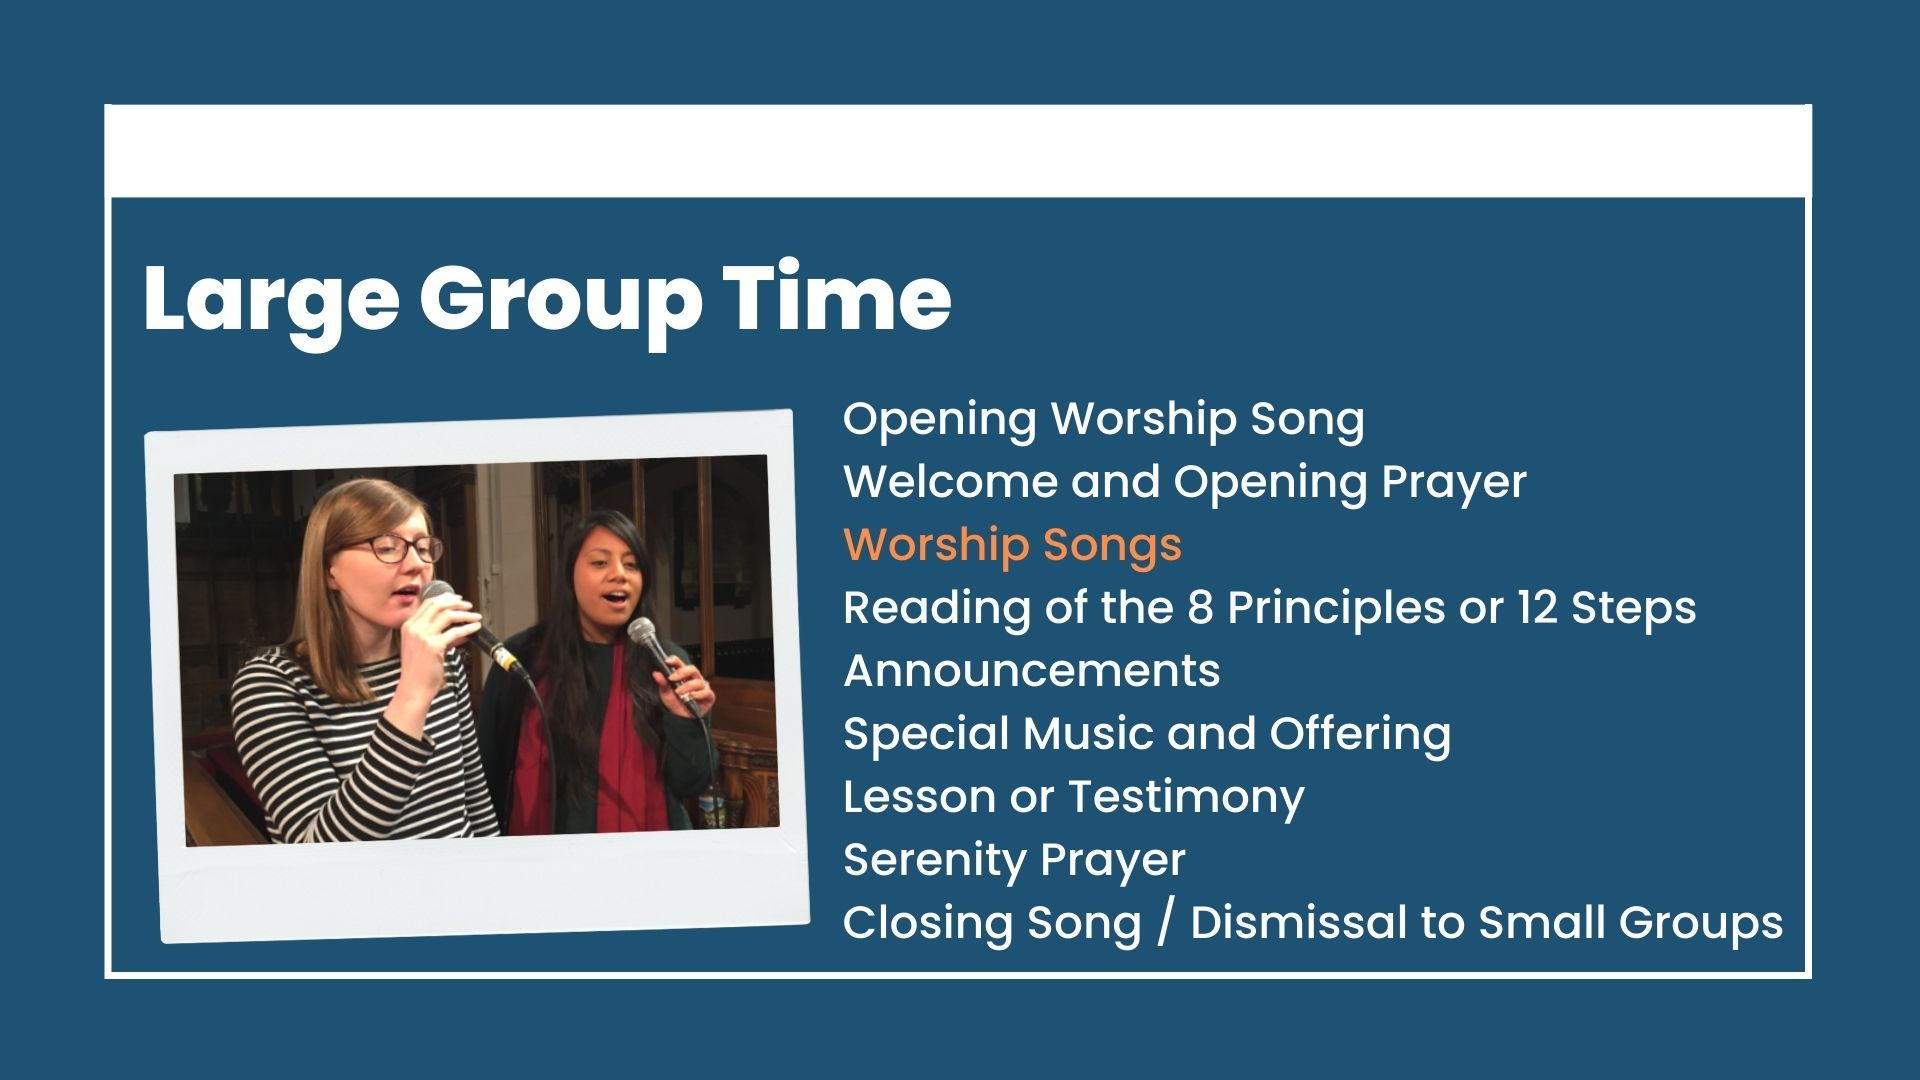 Large Group Time
Opening Worship Song
Welcome and Opening Prayer
Worship Songs
Reading of the 8 Principles or 12 Steps
Announcements
Special Music and Offering
Lesson or Testimony
Serenity Prayer
Closing Song / Dismissal to Small Groups